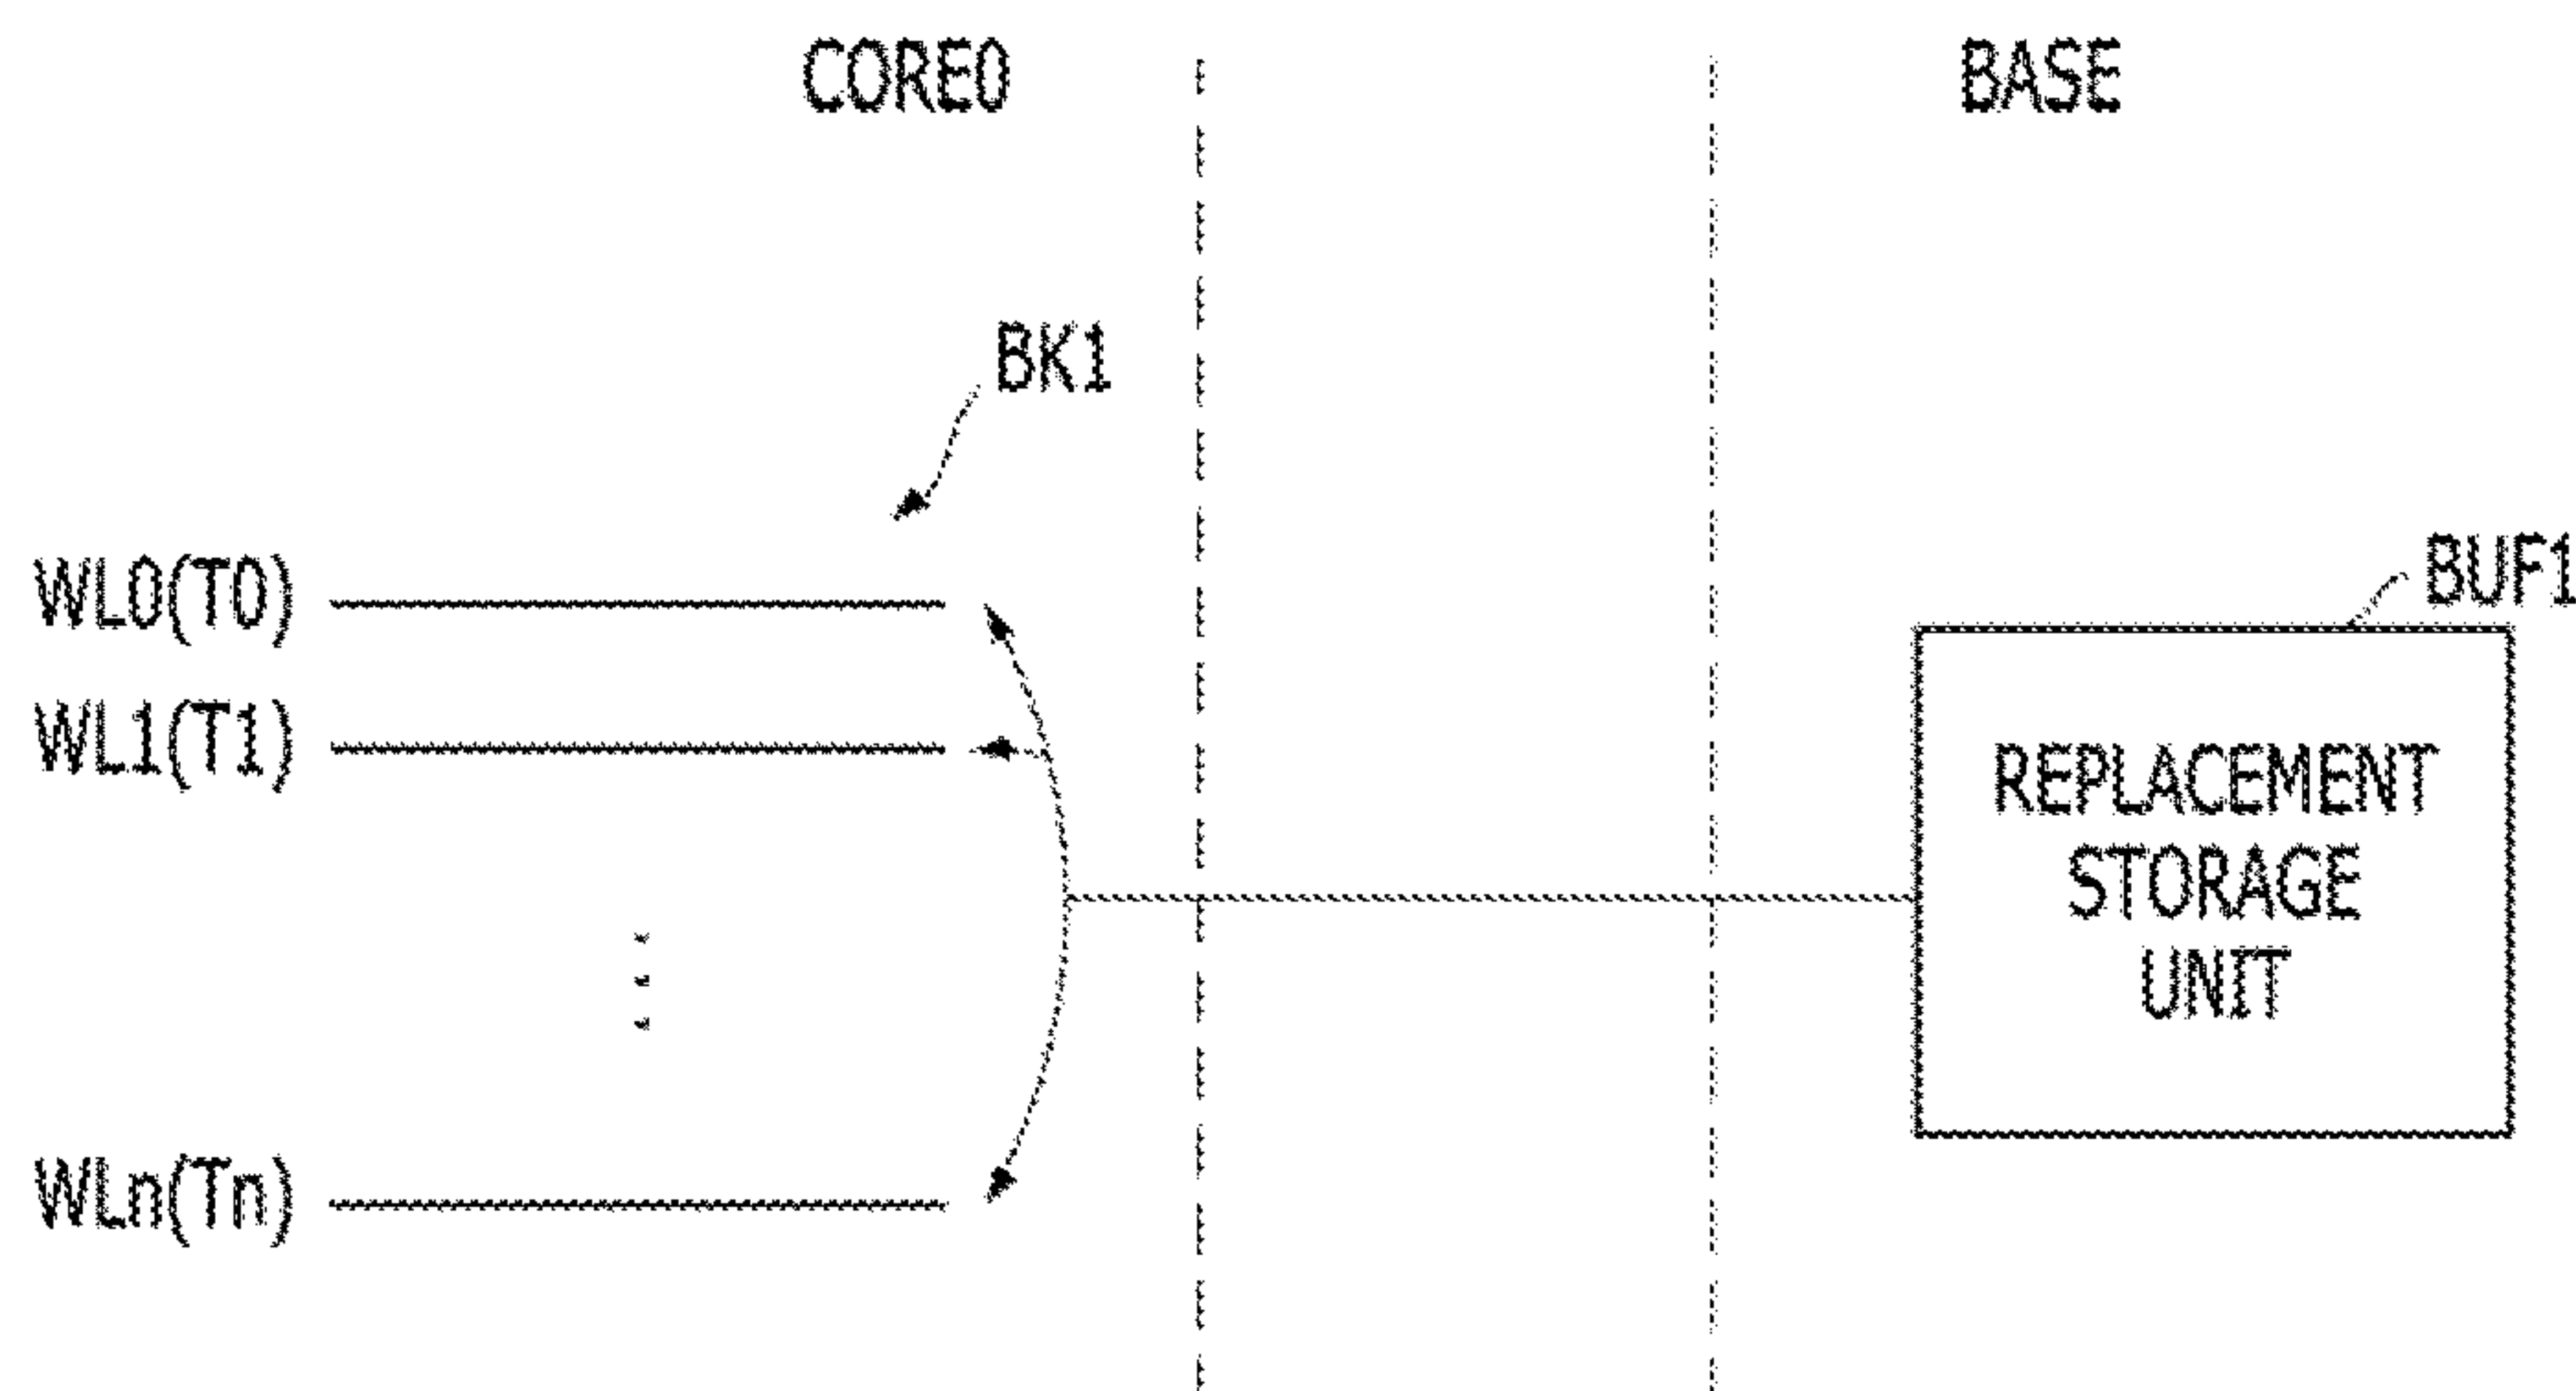 CORE0
BASE
BK1
WL0(T0)
BUF1
WL1(T1)
REPLACEMENT
STORAGE
UNIT
WLn(Tn)